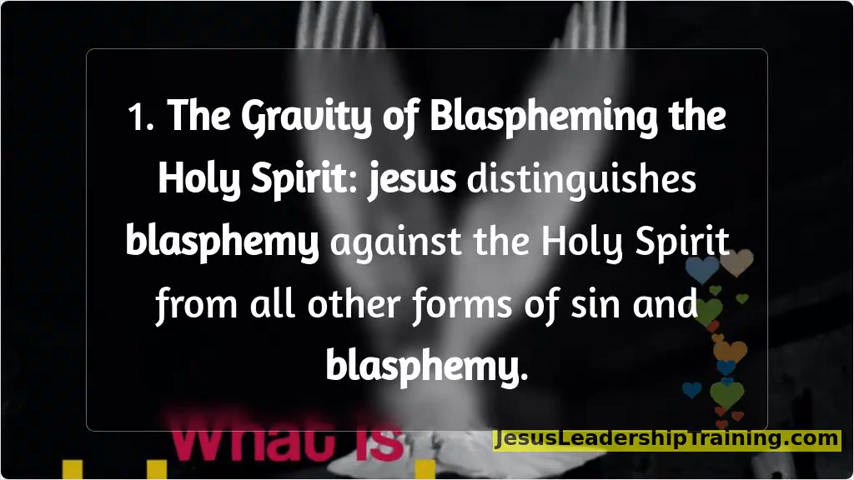 1. The Gravity of Blaspheming the
Holy Spirit: jesus distinguishes
blasphemy against the Holy Spirit
from all other forms of sin and
blasphemy.
What is
JesusLeadershipTraining.com